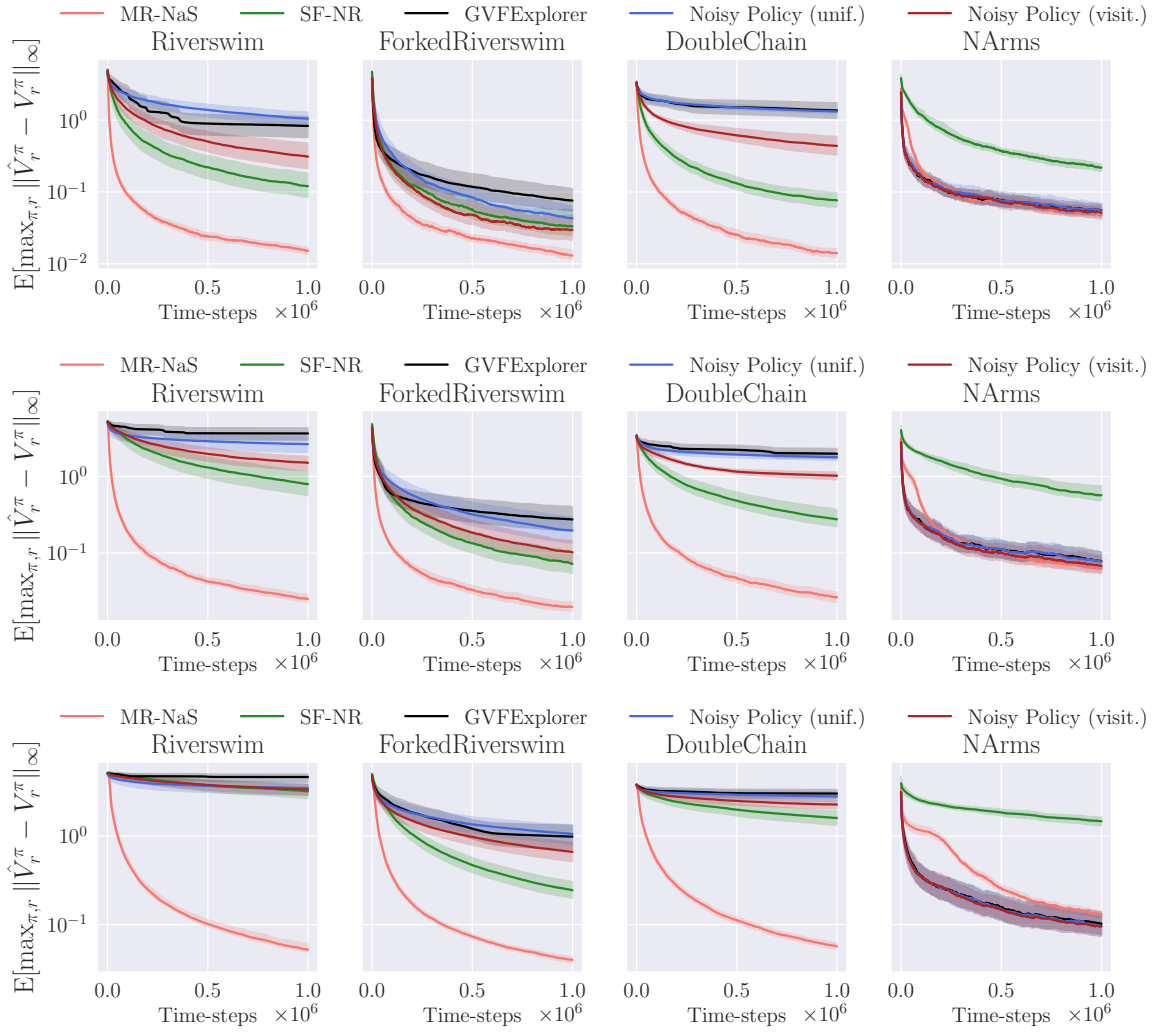 MR-NaS SF-NR GVFExplorer Noisy Policy (unif.) Noisy Policy (visit.)
Riverswim ForkedRiverswim DoubleChain NArms
E[max_{π,r} ||V̂_r^π − V_r^π||_∞]
10^0
10^{-1}
10^{-2}
0.0 0.5 1.0 0.0 0.5 1.0 0.0 0.5 1.0 0.0 0.5 1.0
Time-steps ×10^6 Time-steps ×10^6 Time-steps ×10^6 Time-steps ×10^6
MR-NaS SF-NR GVFExplorer Noisy Policy (unif.) Noisy Policy (visit.)
Riverswim ForkedRiverswim DoubleChain NArms
E[max_{π,r} ||V̂_r^π − V_r^π||_∞]
10^0
10^{-1}
0.0 0.5 1.0 0.0 0.5 1.0 0.0 0.5 1.0 0.0 0.5 1.0
Time-steps ×10^6 Time-steps ×10^6 Time-steps ×10^6 Time-steps ×10^6
MR-NaS SF-NR GVFExplorer Noisy Policy (unif.) Noisy Policy (visit.)
Riverswim ForkedRiverswim DoubleChain NArms
E[max_{π,r} ||V̂_r^π − V_r^π||_∞]
10^0
10^{-1}
0.0 0.5 1.0 0.0 0.5 1.0 0.0 0.5 1.0 0.0 0.5 1.0
Time-steps ×10^6 Time-steps ×10^6 Time-steps ×10^6 Time-steps ×10^6